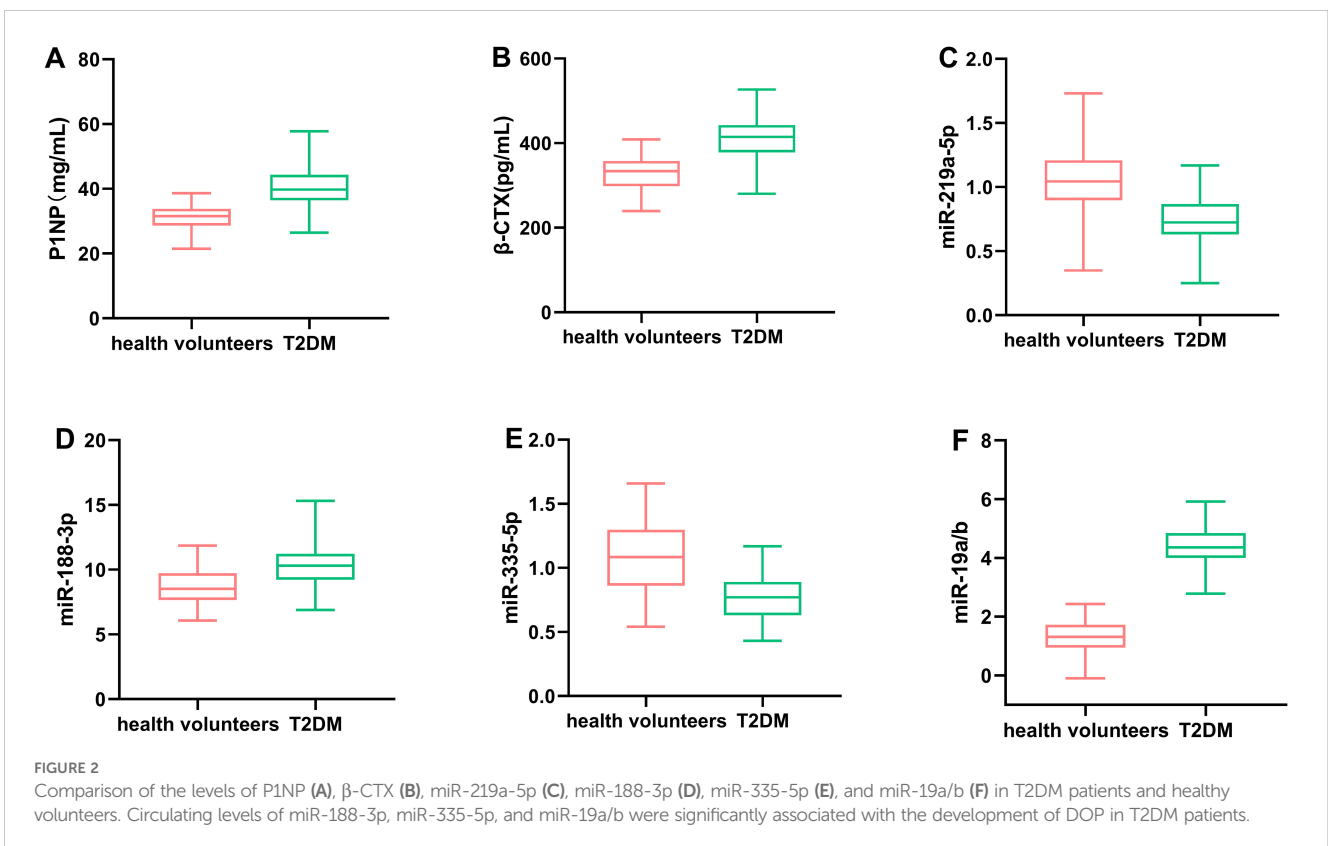 A
80
60
40
20
0
P1NP (mg/mL)
health volunteers T2DM
B
600
400
200
0
β-CTX(pg/mL)
health volunteers T2DM
C
2.0
1.5
1.0
0.5
0.0
miR-219a-5p
health volunteers T2DM
D
20
15
10
5
0
miR-188-3p
health volunteers T2DM
E
2.0
1.5
1.0
0.5
0.0
miR-335-5p
health volunteers T2DM
F
8
6
4
2
0
miR-19a/b
health volunteers T2DM
FIGURE 2
Comparison of the levels of P1NP (A), β-CTX (B), miR-219a-5p (C), miR-188-3p (D), miR-335-5p (E), and miR-19a/b (F) in T2DM patients and healthy
volunteers. Circulating levels of miR-188-3p, miR-335-5p, and miR-19a/b were significantly associated with the development of DOP in T2DM patients.